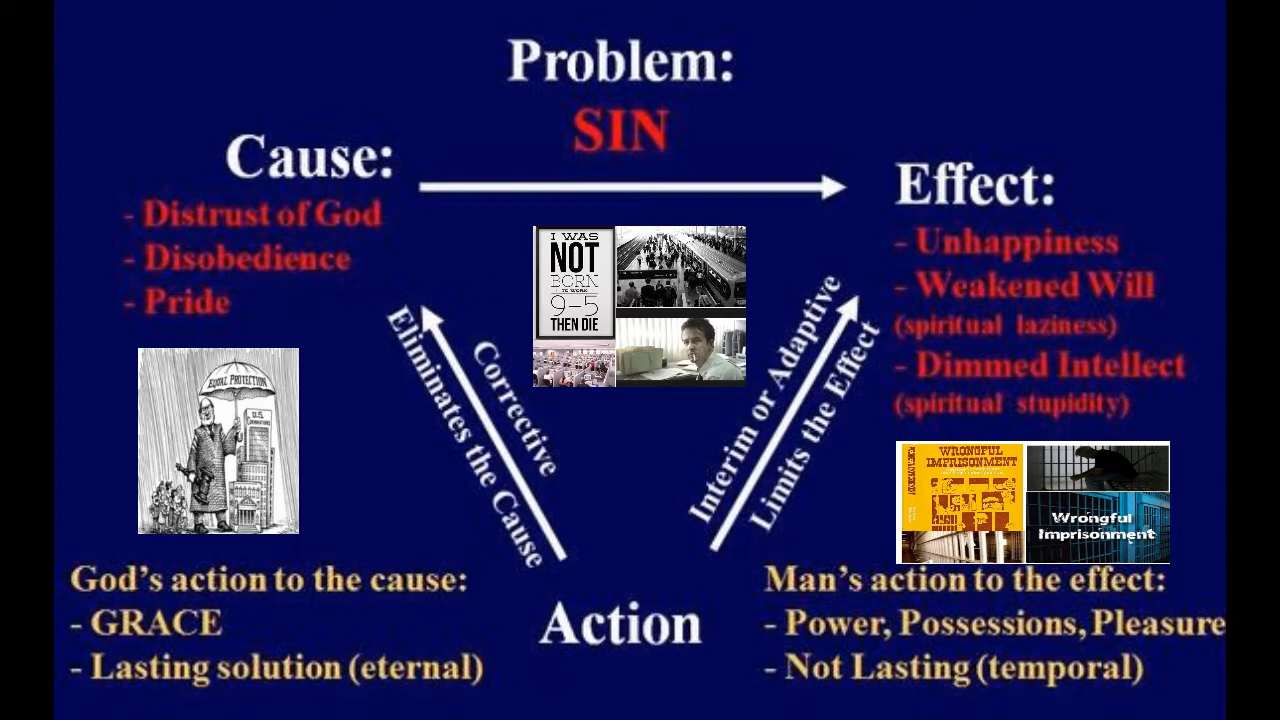 Problem:
SIN
Cause:
- Distrust of God
- Disobedience
- Pride
Effect:
- Unhappiness
- Weakened Will
(spiritual laziness)
- Dimmed Intellect
(spiritual stupidity)
I WAS
NOT
BORN
TO WORK
9-5
THEN DIE
Corrective
Eliminates the Cause
Interim or Adaptive
Limits the Effect
EQUAL PROTECTION
U.S.
WRONGFUL
IMPRISONMENT
Wrongful
Imprisonment
God's action to the cause:
- GRACE
- Lasting solution (eternal)
Action
Man's action to the effect:
- Power, Possessions, Pleasure
- Not Lasting (temporal)